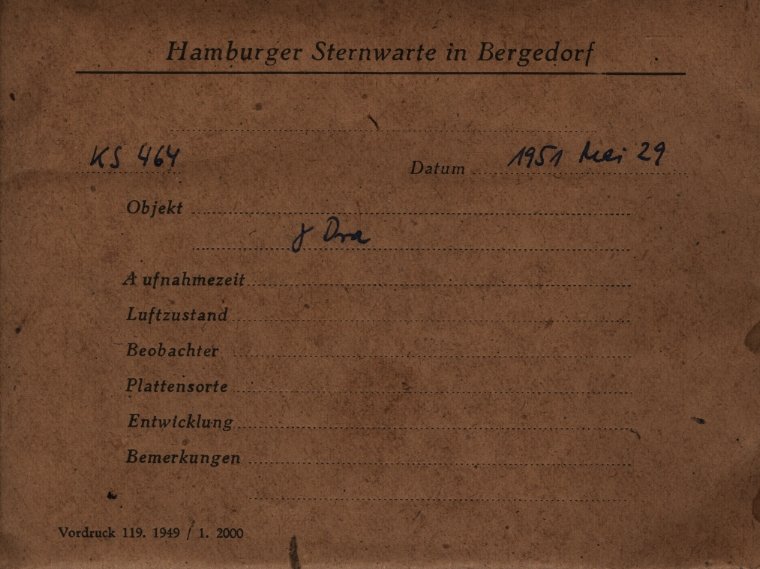 Hamburger Sternwarte in Bergedorf
KS 464 Datum 1951 Mai 29
Objekt
γ Dra
Aufnahmezeit
Luftzustand
Beobachter
Plattensorte
Entwicklung
Bemerkungen
Vordruck 119. 1949 / 1. 2000